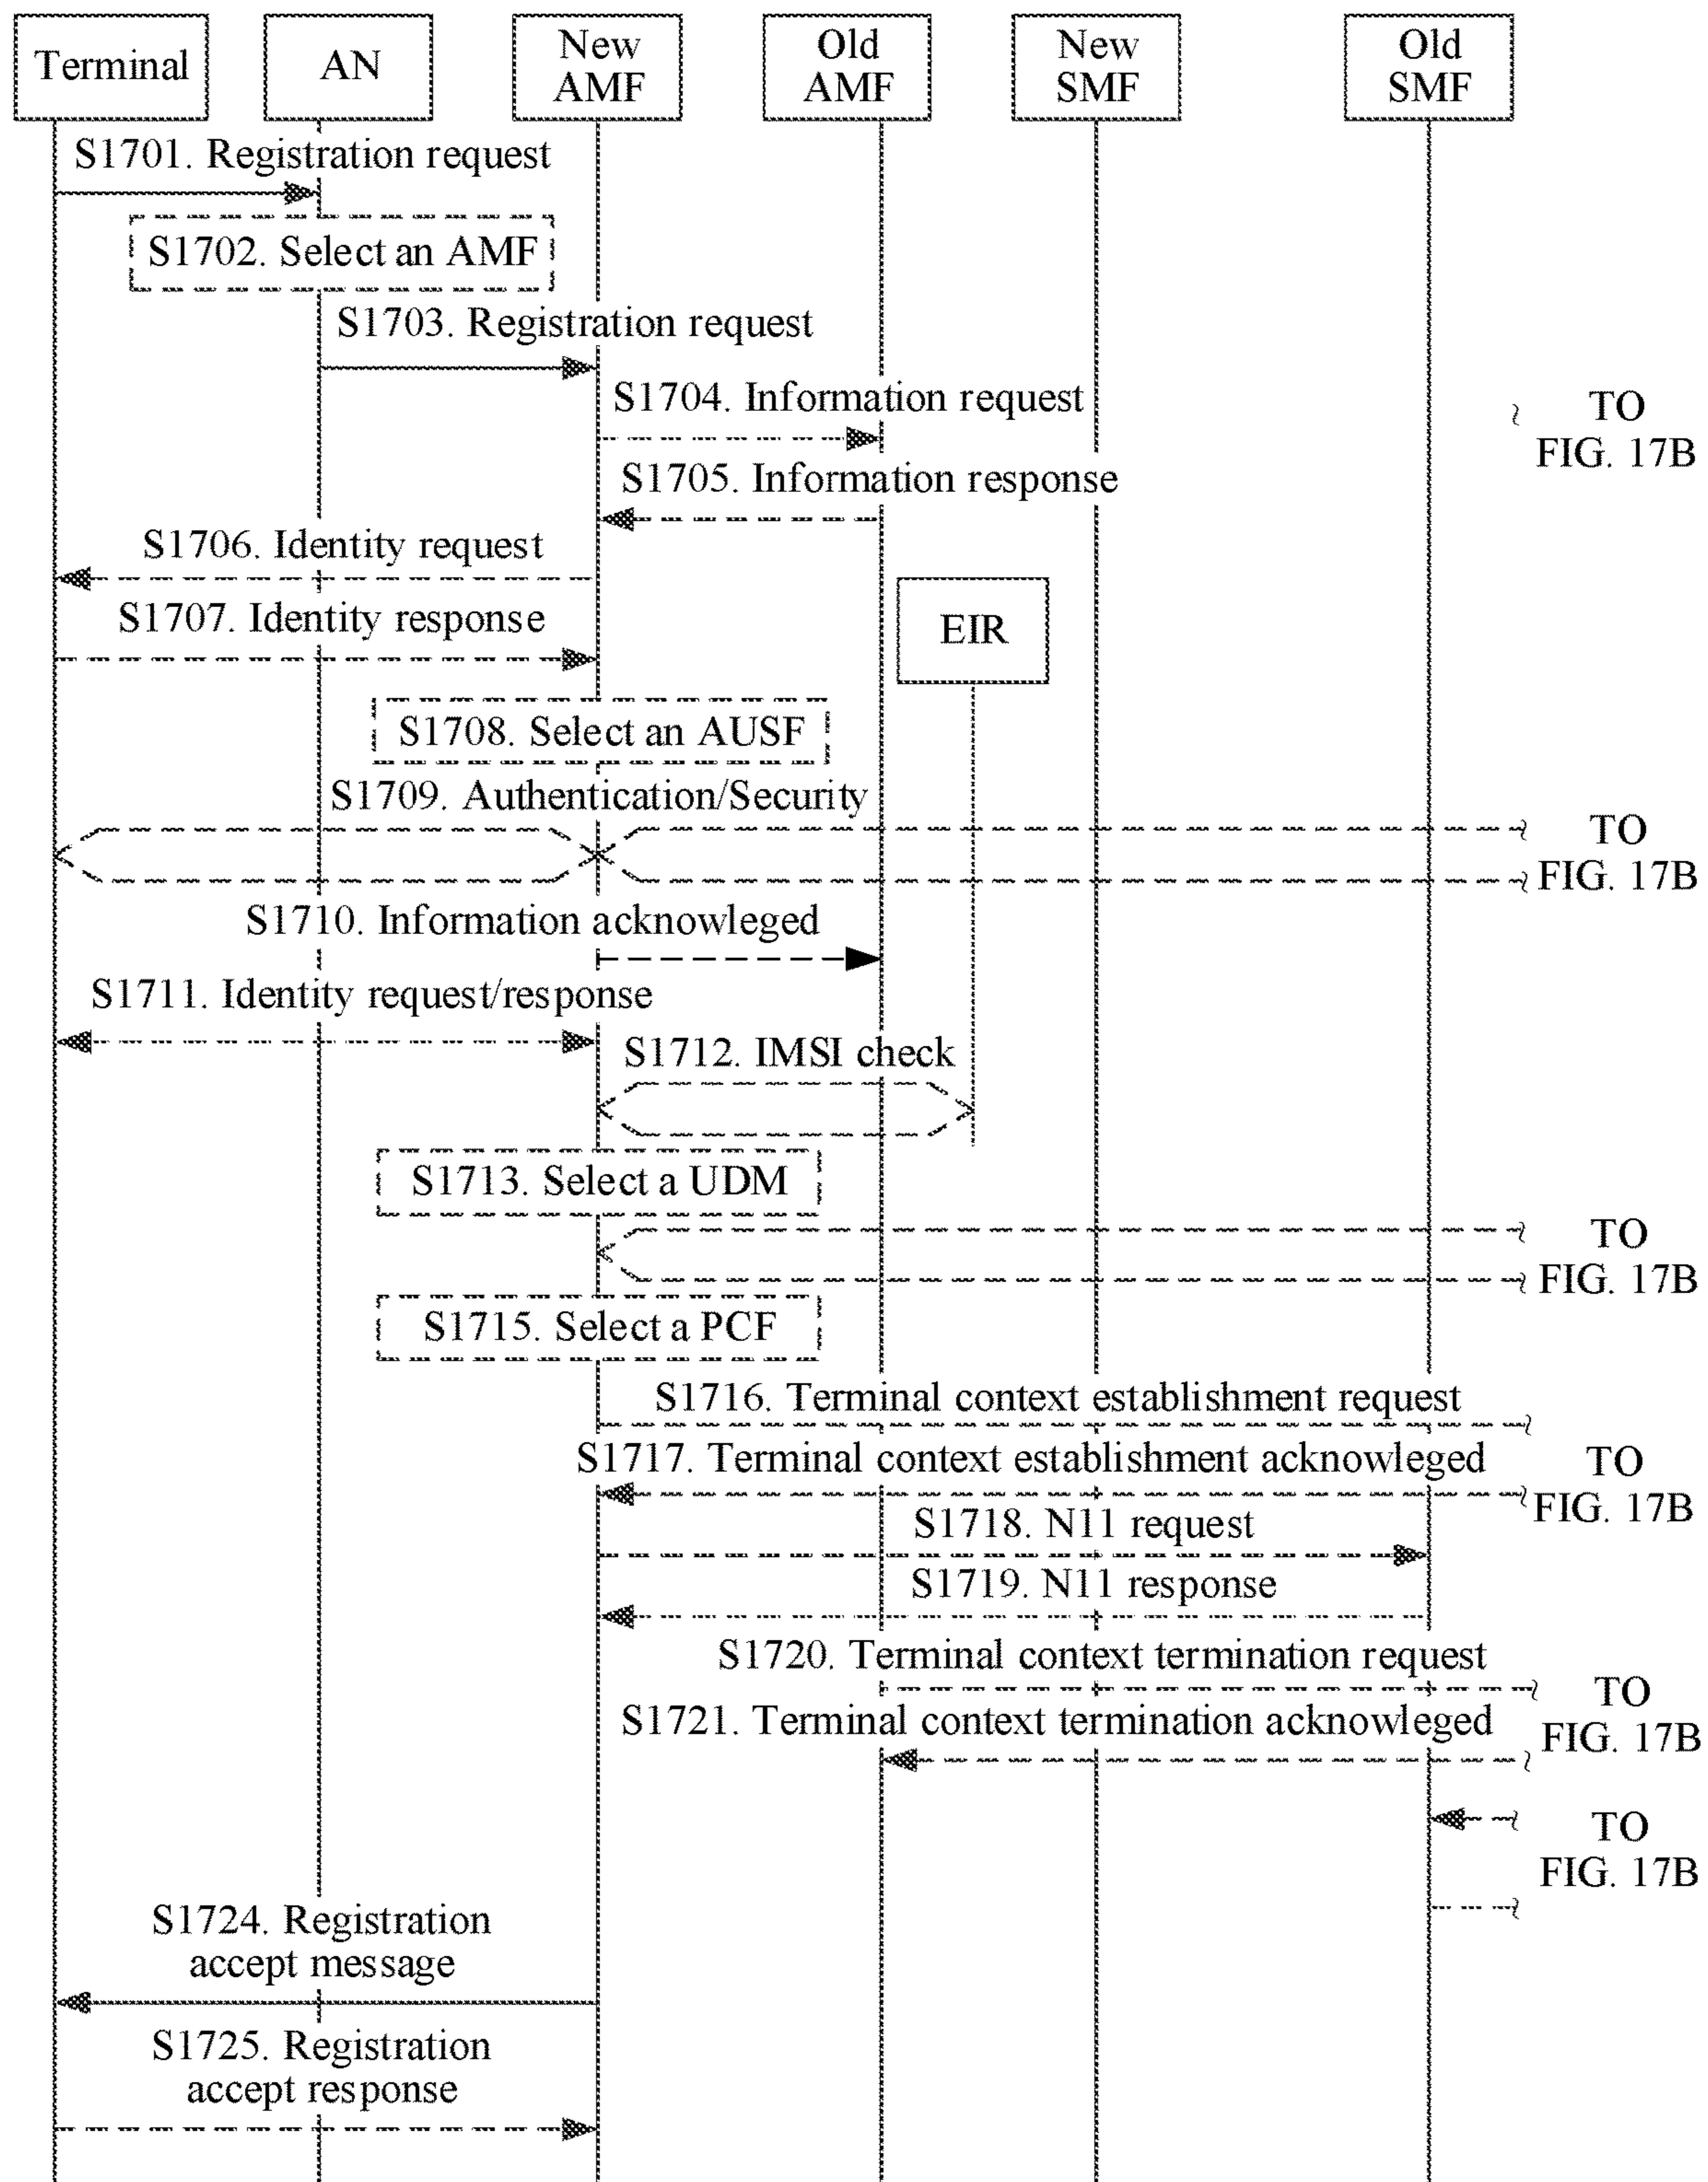 Terminal
AN
New
AMF
Old
AMF
New
SMF
Old
SMF
S1701. Registration request
S1702. Select an AMF
S1703. Registration request
S1704. Information request
TO
FIG. 17B
S1705. Information response
S1706. Identity request
S1707. Identity response
EIR
S1708. Select an AUSF
S1709. Authentication/Security
TO
FIG. 17B
S1710. Information acknowleged
S1711. Identity request/response
S1712. IMSI check
S1713. Select a UDM
TO
FIG. 17B
S1715. Select a PCF
S1716. Terminal context establishment request
S1717. Terminal context establishment acknowleged
TO
FIG. 17B
S1718. N11 request
S1719. N11 response
S1720. Terminal context termination request
S1721. Terminal context termination acknowleged
TO
FIG. 17B
TO
FIG. 17B
S1724. Registration
accept message
S1725. Registration
accept response